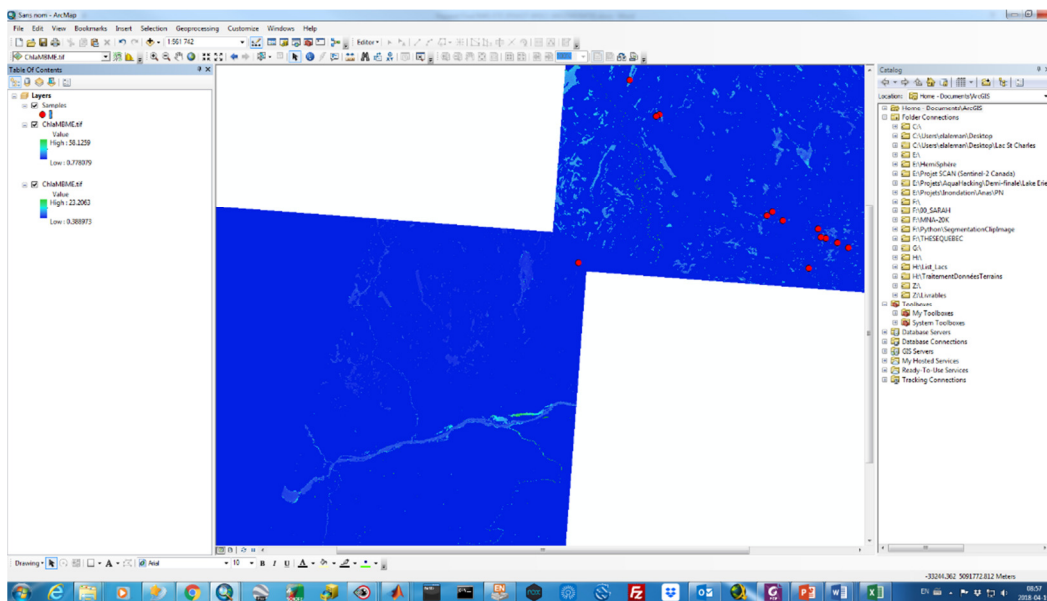 Sans nom - ArcMap
File Edit View Bookmarks Insert Selection Geoprocessing Customize Windows Help
1:561 742
Editor
ChlaMBME.tif
Table Of Contents
Layers
Samples
ChlaMBME.tif
Value
High : 58.1259
Low : 0.778079
ChlaMBME.tif
Value
High : 23.2063
Low : 0.388973
Catalog
Location: Home - Documents\ArcGIS
Home - Documents\ArcGIS
Folder Connections
C:\
C:\Users\elaleman\Desktop
C:\Users\elaleman\Desktop\Lac St Charles
E:\
E:\HemiSphère
E:\Projet SCAN (Sentinel-2 Canada)
E:\Projets\AquaHacking\Demi-finale\Lake Erie
E:\Projets\Inondation\Anas\PN
F:\
F:\00_SARAH
F:\MNA-20K
F:\Python\SegmentationClipImage
F:\THESEQUEBEC
G:\
H:\
H:\List_Lacs
H:\TraitementDonnéesTerrains
Z:\
Z:\Livrables
Toolboxes
My Toolboxes
System Toolboxes
Database Servers
Database Connections
GIS Servers
My Hosted Services
Ready-To-Use Services
Tracking Connections
Drawing
Arial
10
B I U A
-33244.362 5091772.812 Meters
EN
08:57